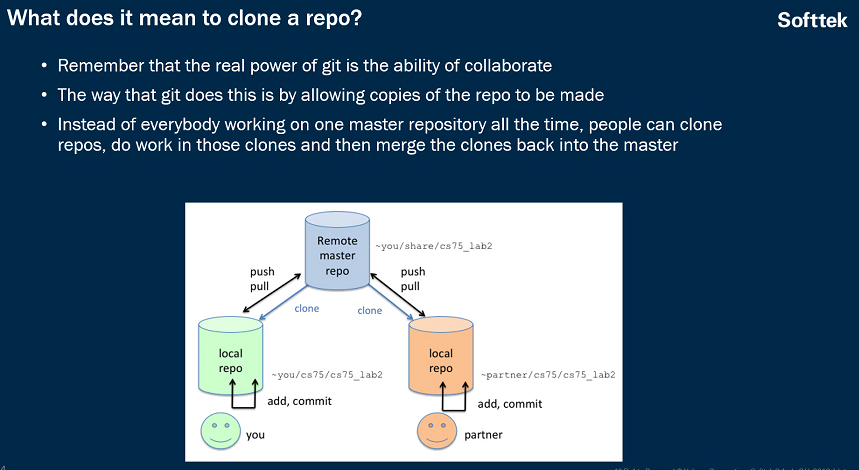 What does it mean to clone a repo?
Softtek
• Remember that the real power of git is the ability of collaborate
• The way that git does this is by allowing copies of the repo to be made
• Instead of everybody working on one master repository all the time, people can clone
repos, do work in those clones and then merge the clones back into the master
Remote
master
repo
~you/share/cs75_lab2
push
pull
push
pull
clone
clone
local
repo
local
repo
~you/cs75/cs75_lab2
~partner/cs75/cs75_lab2
add, commit
add, commit
you
partner